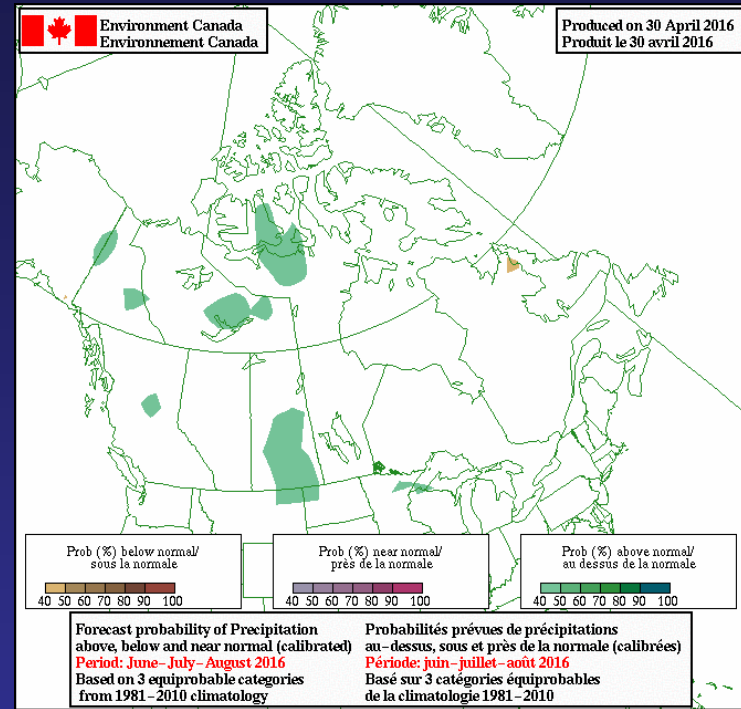 Environment Canada
Environnement Canada
Produced on 30 April 2016
Produit le 30 avril 2016
Prob (%) below normal/
sous la normale
40 50 60 70 80 90 100
Prob (%) near normal/
près de la normale
40 50 60 70 80 90 100
Prob (%) above normal/
au dessus de la normale
40 50 60 70 80 90 100
Forecast probability of Precipitation
above, below and near normal (calibrated)
Period: June-July-August 2016
Based on 3 equiprobable categories
from 1981-2010 climatology
Probabilités prévues de précipitations
au-dessus, sous et près de la normale (calibrées)
Période: juin-juillet-août 2016
Basé sur 3 catégories équiprobables
de la climatologie 1981-2010